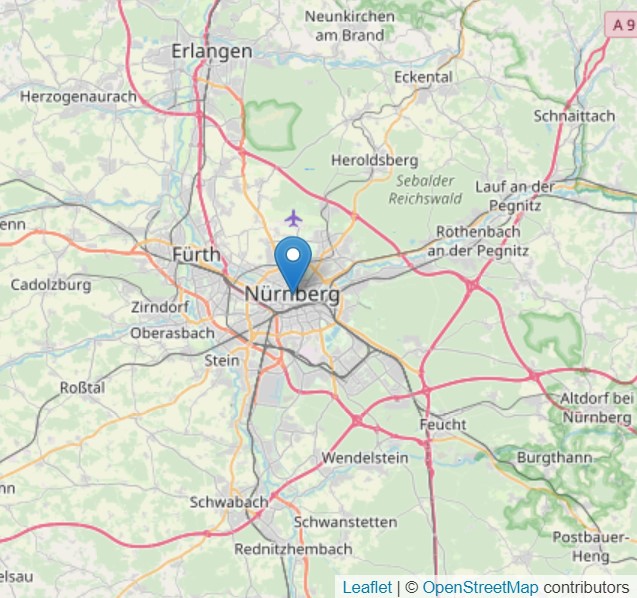 Neunkirchen
am Brand
A 9
Erlangen
Eckental
Herzogenaurach
Schnaittach
Heroldsberg
Sebalder
Reichswald
Lauf an der
Pegnitz
enn
Röthenbach
an der Pegnitz
Fürth
Cadolzburg
Nürnberg
Zirndorf
Oberasbach
Stein
Roßtal
Altdorf bei
Nürnberg
Feucht
Wendelstein
Burgthann
nn
Schwabach
Schwanstetten
Rednitzhembach
Postbauer-
Heng
elsau
Leaflet | © OpenStreetMap contributors